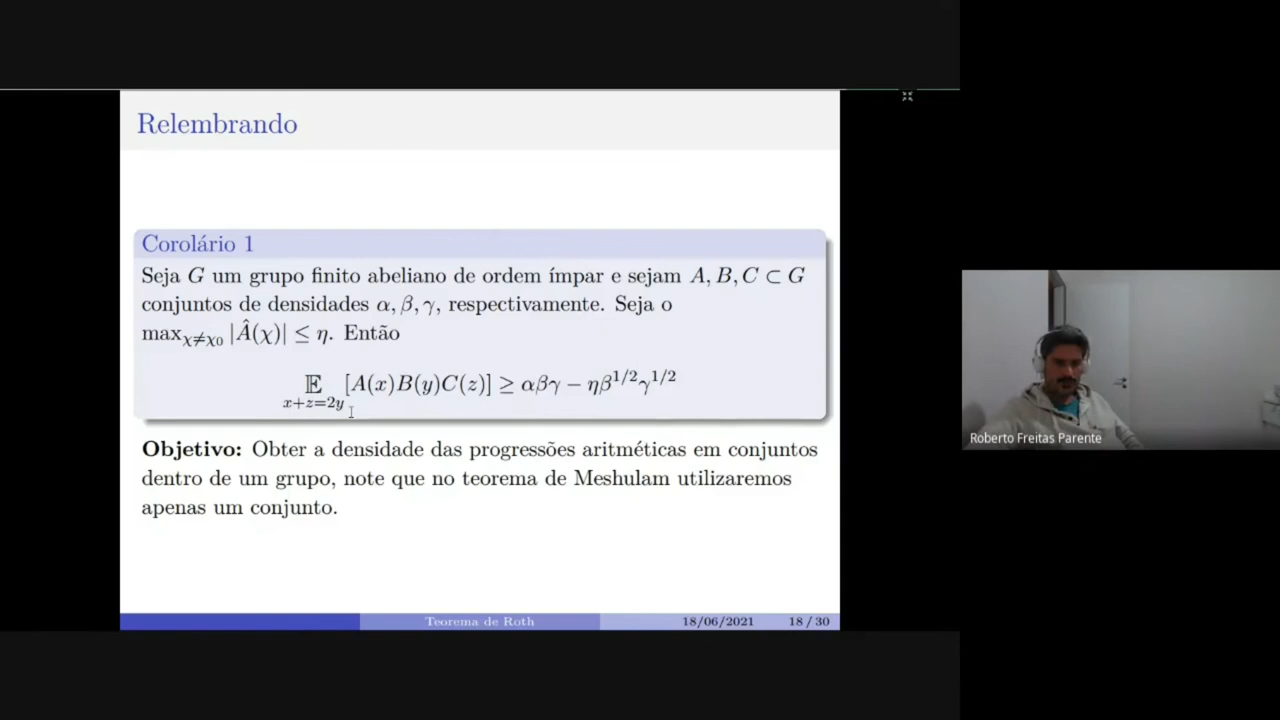 Relembrando
Corolário 1
Seja G um grupo finito abeliano de ordem ímpar e sejam A, B, C ⊂ G
conjuntos de densidades α, β, γ, respectivamente. Seja o
max_{χ≠χ₀} |Â(χ)| ≤ η. Então
𝔼_{x+z=2y} [A(x)B(y)C(z)] ≥ αβγ − ηβ^{1/2}γ^{1/2}
Objetivo: Obter a densidade das progressões aritméticas em conjuntos
dentro de um grupo, note que no teorema de Meshulam utilizaremos
apenas um conjunto.
Teorema de Roth 18/06/2021 18 / 30
Roberto Freitas Parente